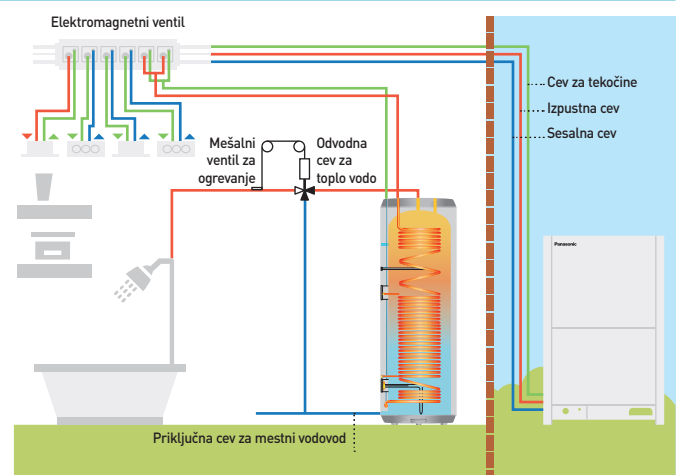 Elektromagnetni ventil
Cev za tekočine
Izpustna cev
Sesalna cev
Mešalni
ventil za
ogrevanje
Odvodna
cev za
toplo vodo
Panasonic
Priključna cev za mestni vodovod